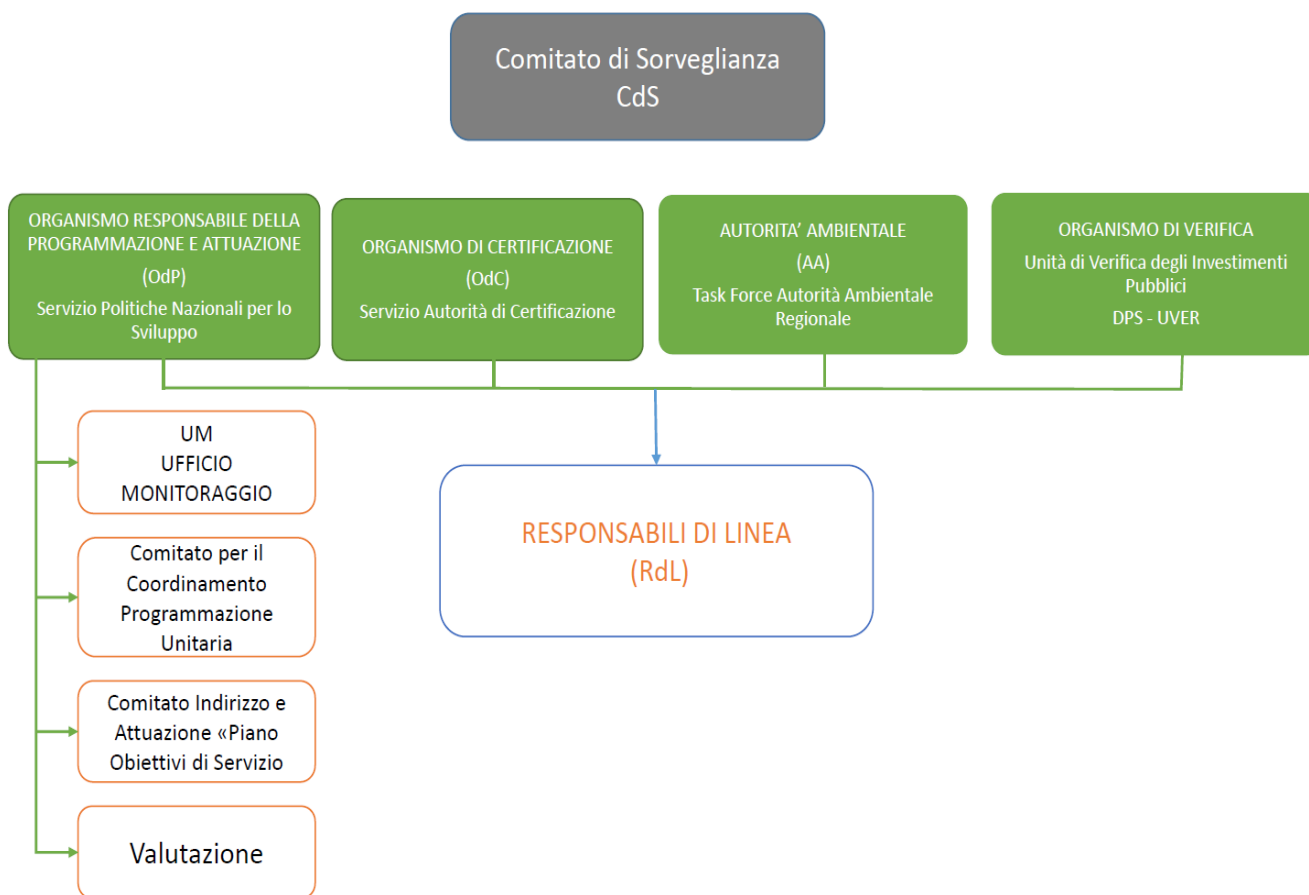 Comitato di Sorveglianza
CdS
ORGANISMO RESPONSABILE DELLA
PROGRAMMAZIONE E ATTUAZIONE
(OdP)
Servizio Politiche Nazionali per lo
Sviluppo
ORGANISMO DI CERTIFICAZIONE
(OdC)
Servizio Autorità di Certificazione
AUTORITA’ AMBIENTALE
(AA)
Task Force Autorità Ambientale
Regionale
ORGANISMO DI VERIFICA
Unità di Verifica degli Investimenti
Pubblici
DPS - UVER
UM
UFFICIO
MONITORAGGIO
RESPONSABILI DI LINEA
(RdL)
Comitato per il
Coordinamento
Programmazione
Unitaria
Comitato Indirizzo e
Attuazione «Piano
Obiettivi di Servizio
Valutazione